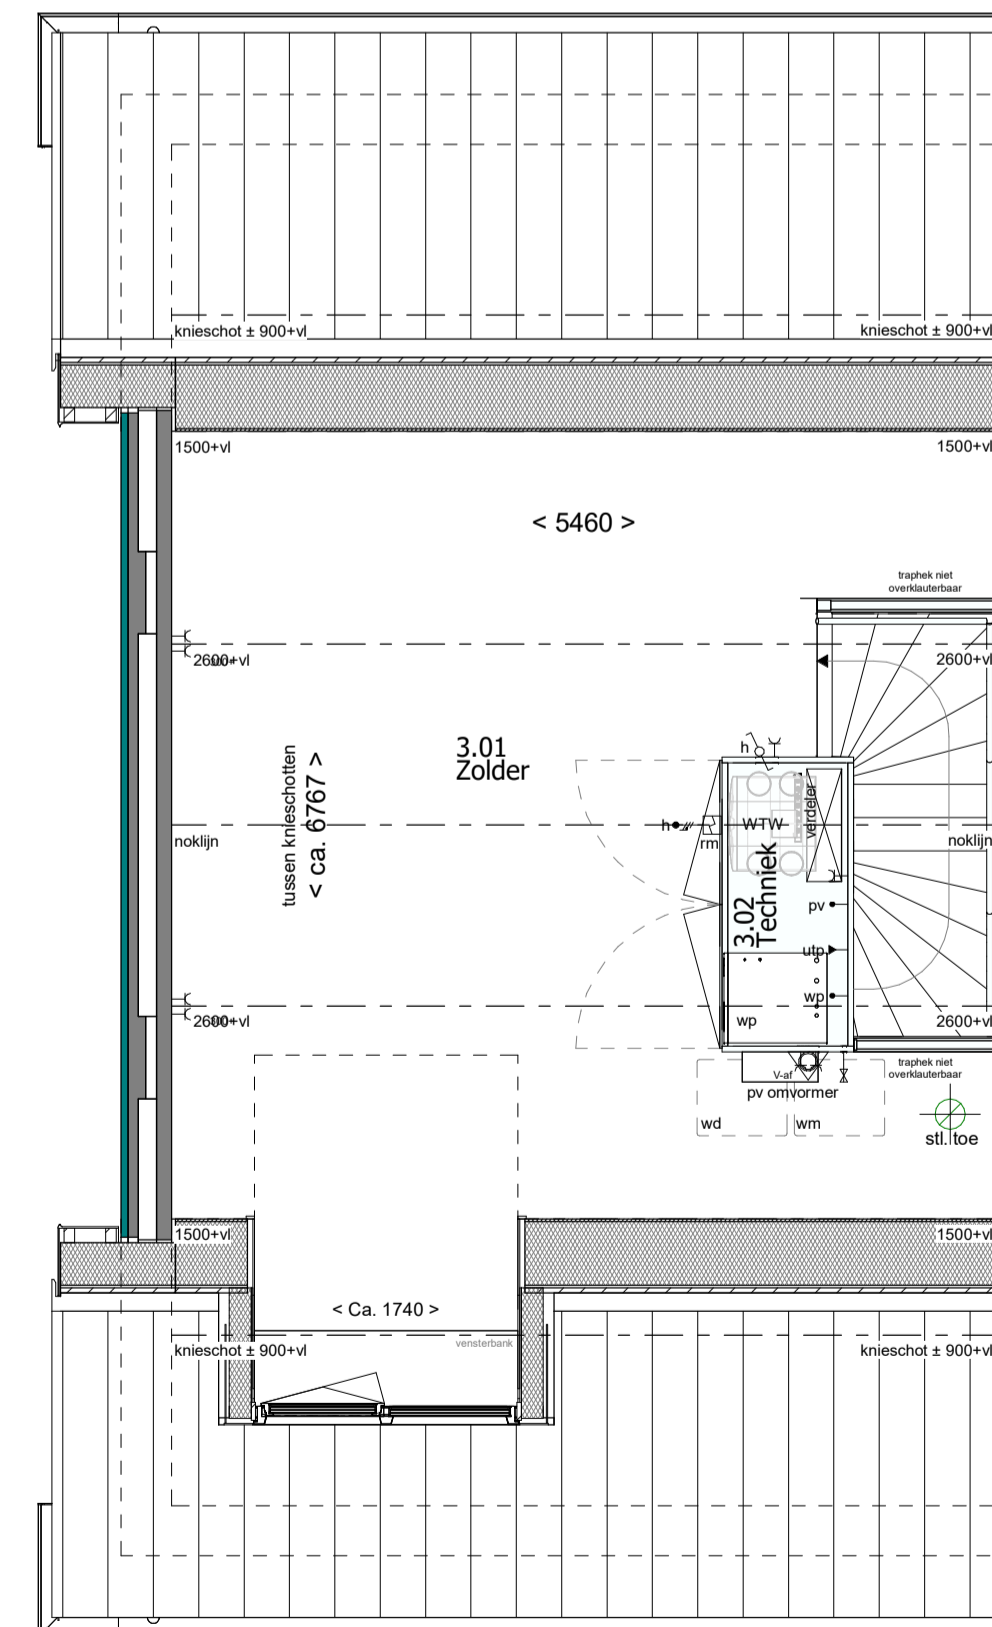 knieschot ± 900+vl
knieschot ± 900+vl
1500+vl
1500+vl
< 5460 >
traphek niet
overklauterbaar
2600+vl
2600+vl
3.01
Zolder
tussen knieschotten
< ca. 6767 >
h
h
rm
WTW
verdeler
noklijn
noklijn
3.02
Techniek
pv
utp
wp
wp
2600+vl
2600+vl
traphek niet
overklauterbaar
V-af
pv omvormer
wd
wm
stl. toe
1500+vl
1500+vl
< Ca. 1740 >
vensterbank
knieschot ± 900+vl
knieschot ± 900+vl